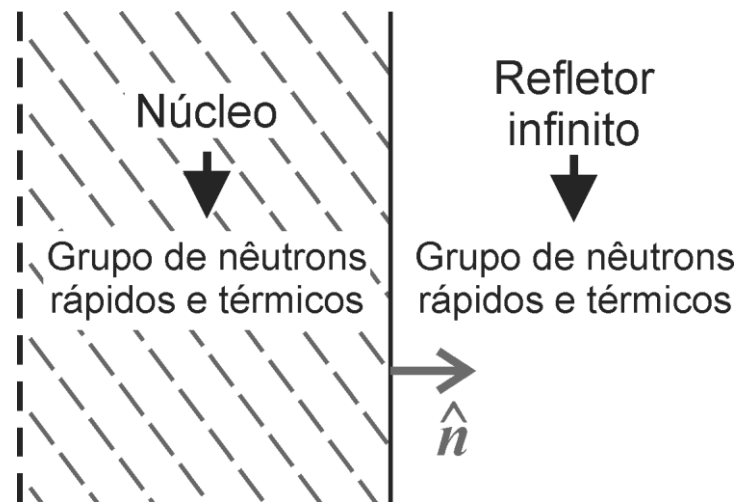 Núcleo
Grupo de nêutrons
rápidos e térmicos
Refletor
infinito
Grupo de nêutrons
rápidos e térmicos
n̂